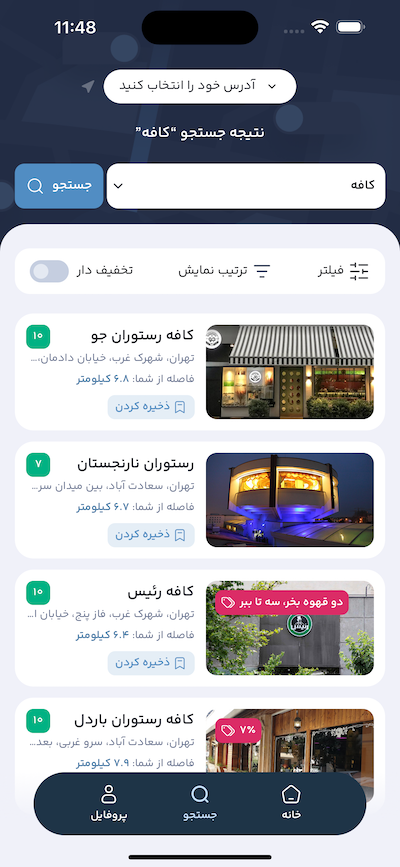 11:48
آدرس خود را انتخاب کنید
نتیجه جستجو “کافه”
کافه
جستجو
فیلتر
ترتیب نمایش
تخفیف دار
کافه رستوران جو
۱۰
تهران، شهرک غرب، خیابان دادمان،...
فاصله از شما: ۶.۸ کیلومتر
ذخیره کردن
رستوران نارنجستان
۷
تهران، سعادت آباد، بین میدان سر...
فاصله از شما: ۶.۷ کیلومتر
ذخیره کردن
دو قهوه بخر، سه تا ببر
رئیس
کافه رئیس
۱۰
تهران، شهرک غرب، فاز پنج، خیابان ا...
فاصله از شما: ۶.۴ کیلومتر
ذخیره کردن
۷%
کافه رستوران باردل
۱۰
تهران، سعادت آباد، سرو غربی، بعد...
فاصله از شما: ۷.۹ کیلومتر
خانه
جستجو
پروفایل